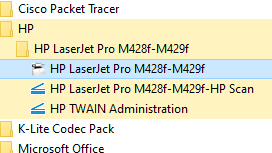 Cisco Packet Tracer
HP
HP LaserJet Pro M428f-M429f
HP LaserJet Pro M428f-M429f
HP LaserJet Pro M428f-M429f-HP Scan
HP TWAIN Administration
K-Lite Codec Pack
Microsoft Office